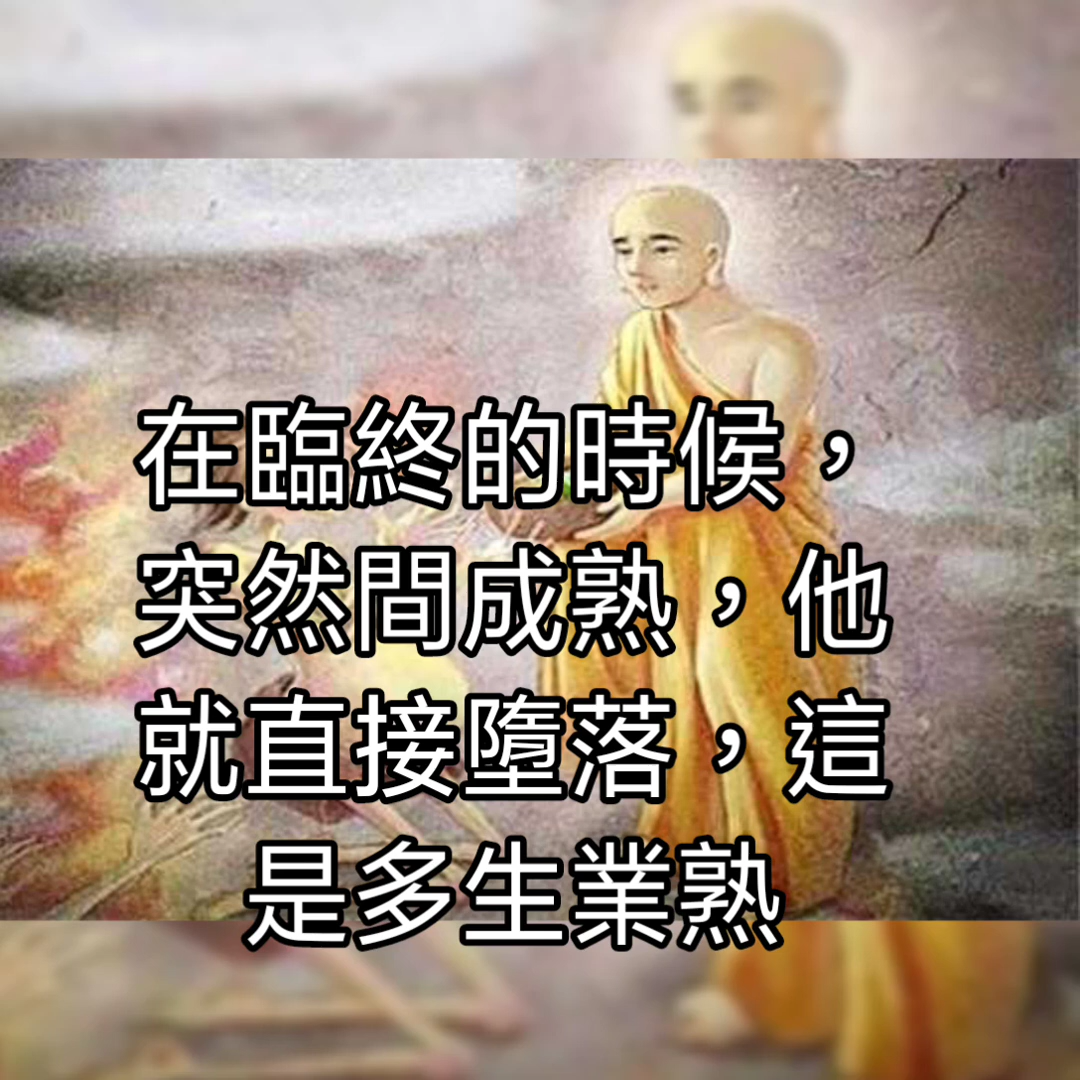 在臨終的時候，
突然間成熟，他
就直接墮落，這
是多生業熟